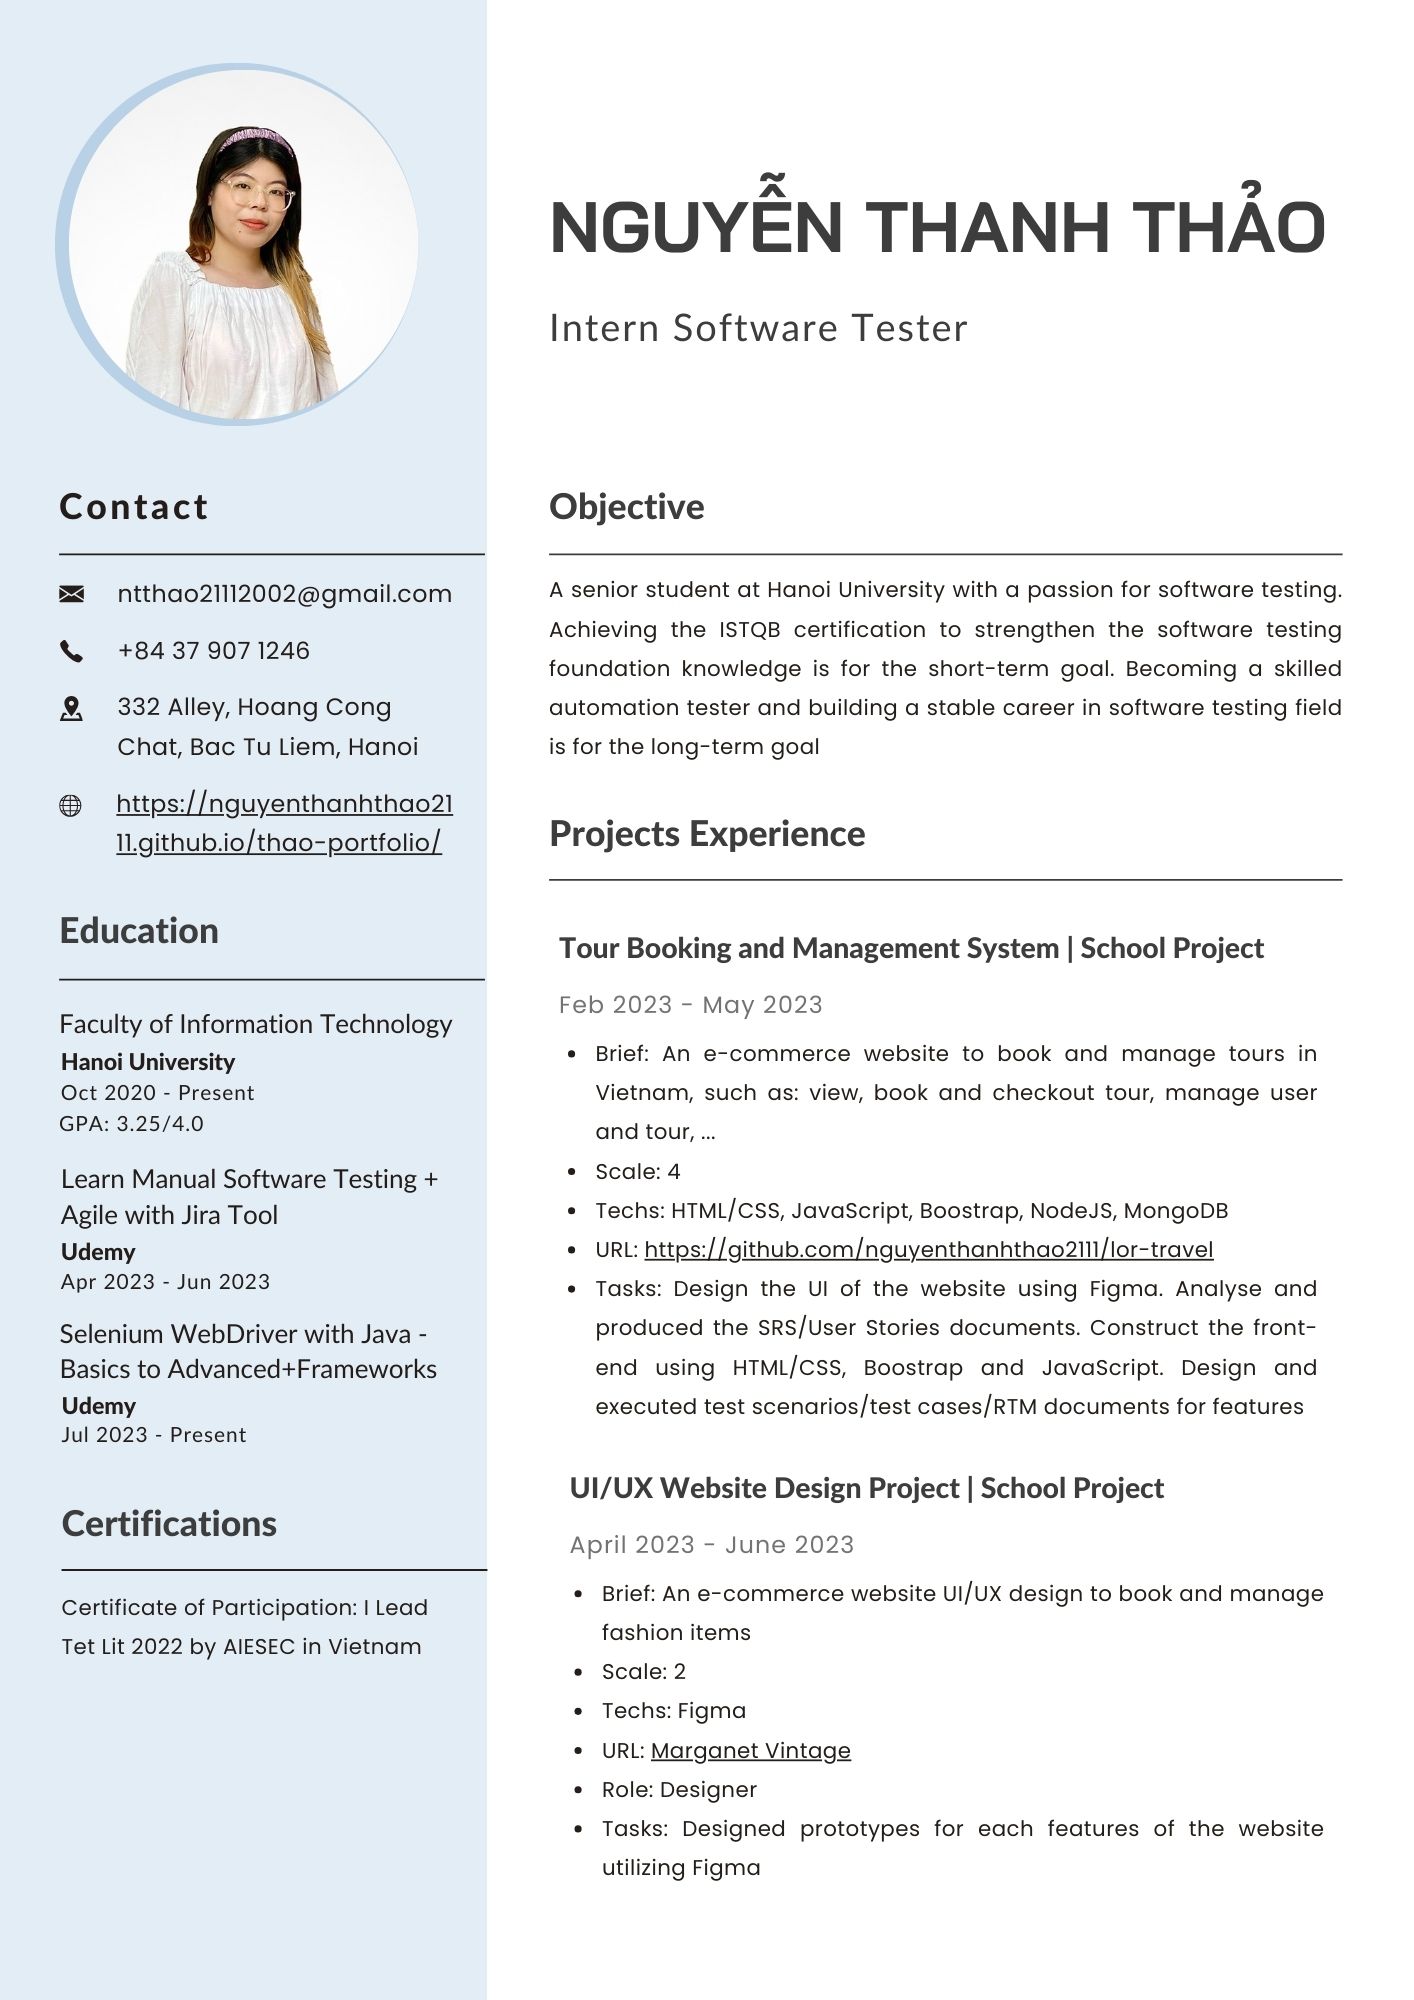 NGUYỄN THANH THẢO
Intern Software Tester
Contact
ntthao21112002@gmail.com
+84 37 907 1246
332 Alley, Hoang Cong
Chat, Bac Tu Liem, Hanoi
https://nguyenthanhthao21
11.github.io/thao-portfolio/
Education
Faculty of Information Technology
Hanoi University
Oct 2020 - Present
GPA: 3.25/4.0
Learn Manual Software Testing +
Agile with Jira Tool
Udemy
Apr 2023 - Jun 2023
Selenium WebDriver with Java -
Basics to Advanced+Frameworks
Udemy
Jul 2023 - Present
Certifications
Certificate of Participation: I Lead
Tet Lit 2022 by AIESEC in Vietnam
Objective
A senior student at Hanoi University with a passion for software testing.
Achieving the ISTQB certification to strengthen the software testing
foundation knowledge is for the short-term goal. Becoming a skilled
automation tester and building a stable career in software testing field
is for the long-term goal
Projects Experience
Tour Booking and Management System | School Project
Feb 2023 - May 2023
• Brief: An e-commerce website to book and manage tours in
Vietnam, such as: view, book and checkout tour, manage user
and tour, ...
• Scale: 4
• Techs: HTML/CSS, JavaScript, Boostrap, NodeJS, MongoDB
• URL: https://github.com/nguyenthanhthao2111/lor-travel
• Tasks: Design the UI of the website using Figma. Analyse and
produced the SRS/User Stories documents. Construct the front-
end using HTML/CSS, Boostrap and JavaScript. Design and
executed test scenarios/test cases/RTM documents for features
UI/UX Website Design Project | School Project
April 2023 - June 2023
• Brief: An e-commerce website UI/UX design to book and manage
fashion items
• Scale: 2
• Techs: Figma
• URL: Marganet Vintage
• Role: Designer
• Tasks: Designed prototypes for each features of the website
utilizing Figma